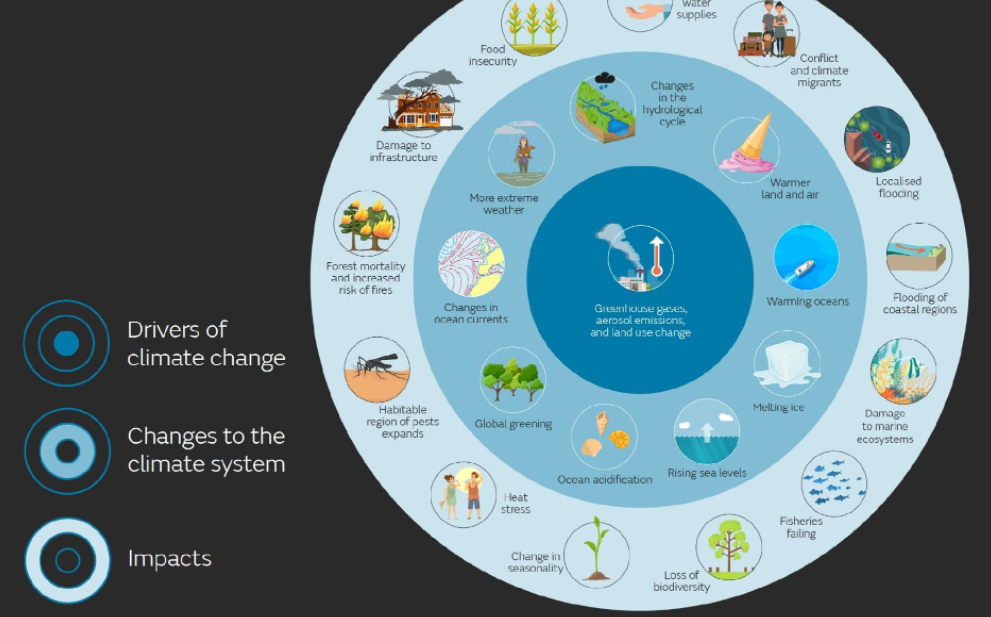 water
supplies
Food
insecurity
Conflict
and climate
migrants
Changes
in the
hydrological
cycle
Damage to
infrastructure
Warmer
land and air
Localised
flooding
More extreme
weather
Forest mortality
and increased
risk of fires
Changes in
ocean currents
Greenhouse gases,
aerosol emissions,
and land use change
Warming oceans
Flooding of
coastal regions
Drivers of
climate change
Habitable
region of pests
expands
Global greening
Melting ice
Damage
to marine
ecosystems
Changes to the
climate system
Ocean acidification
Rising sea levels
Heat
stress
Fisheries
failing
Impacts
Change in
seasonality
Loss of
biodiversity